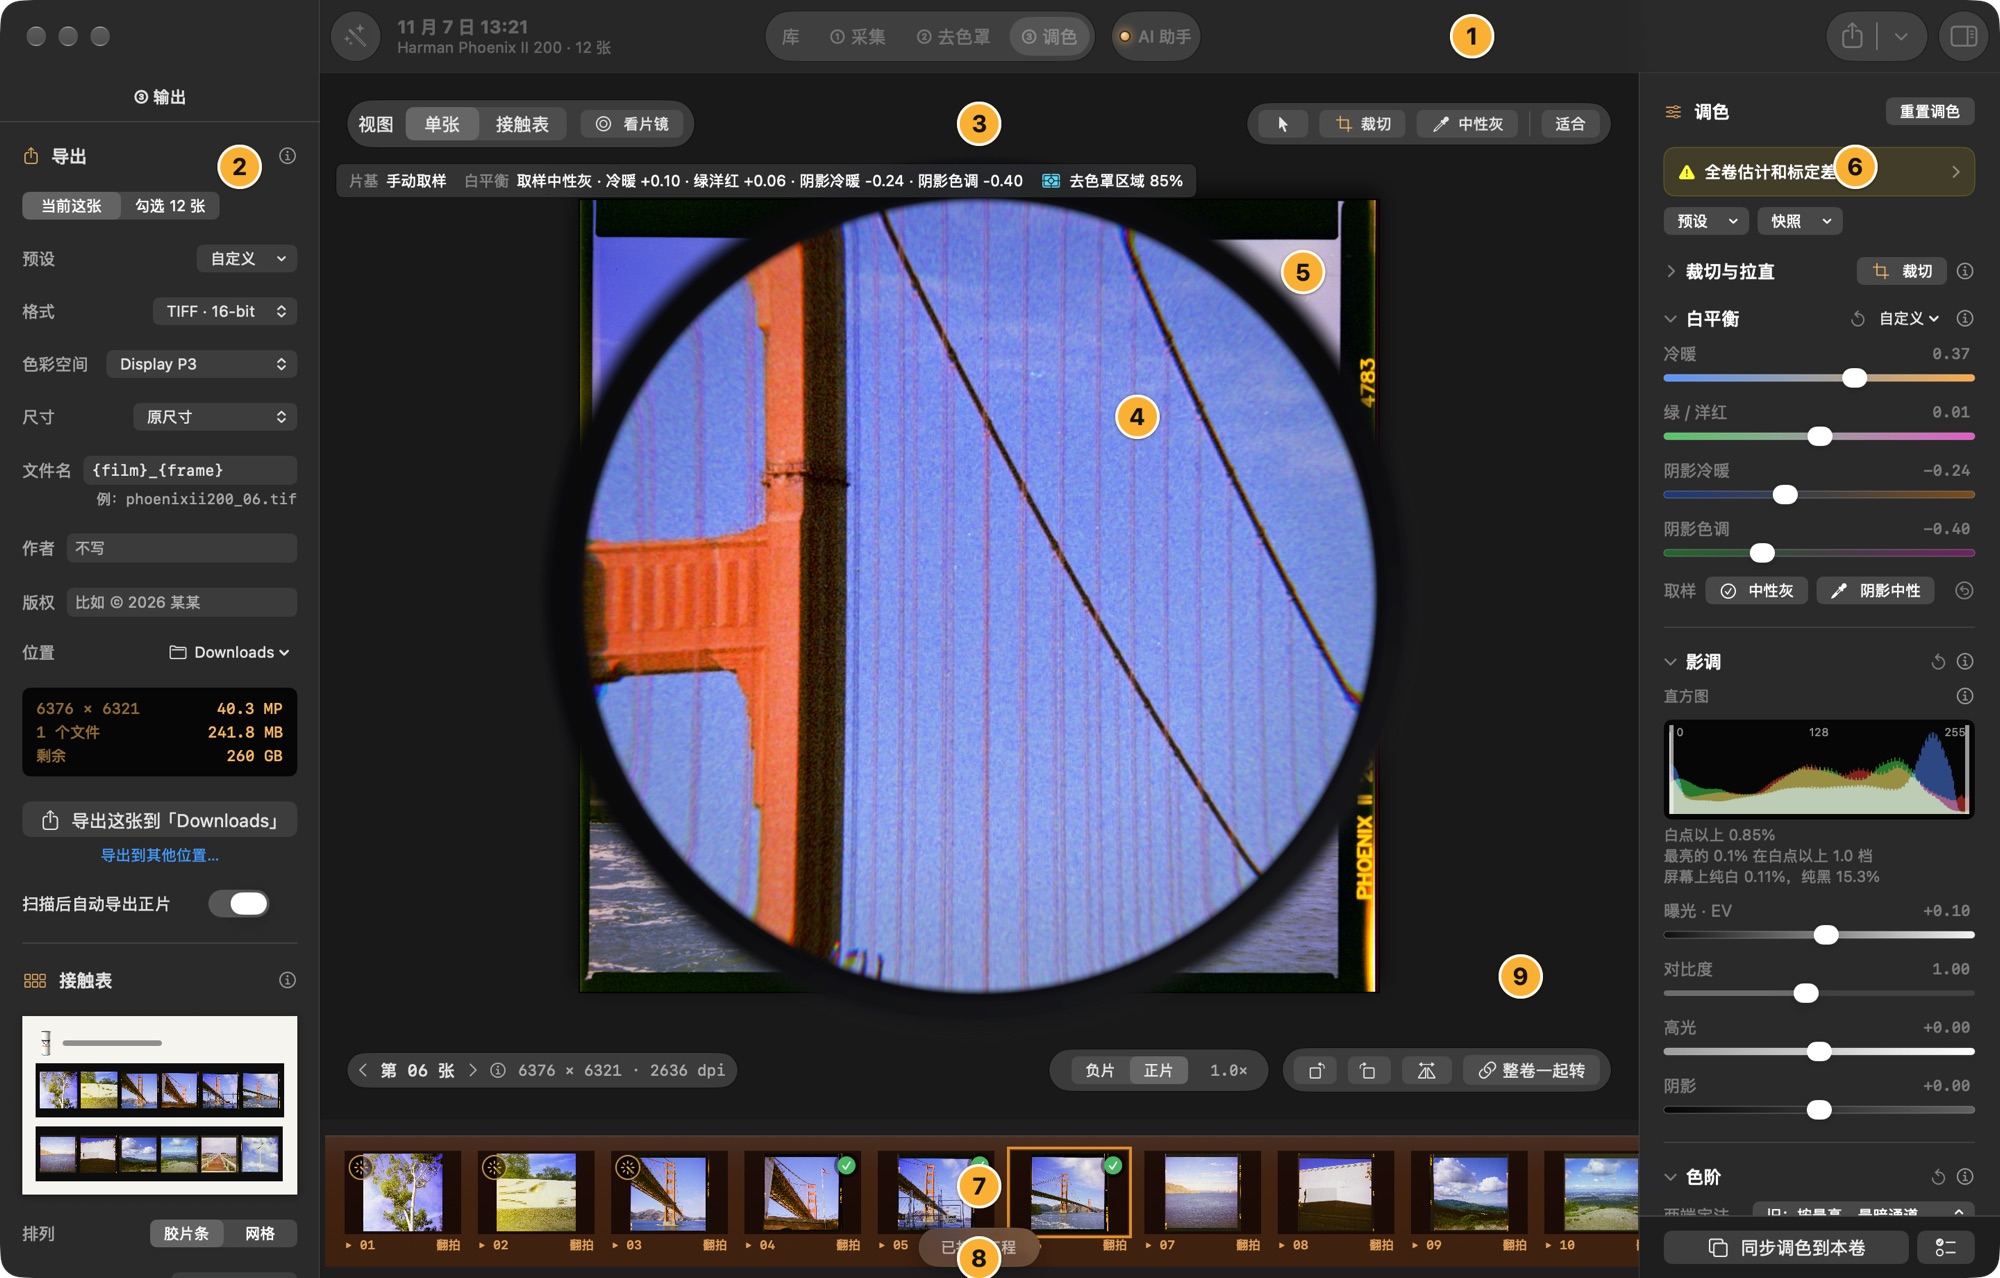 11 月 7 日 13:21
Harman Phoenix II 200 · 12 张
库 ① 采集 ② 去色罩 ③ 调色 AI 助手
1
③ 输出
导出
2
当前这张 勾选 12 张
预设 自定义
格式 TIFF · 16-bit
色彩空间 Display P3
尺寸 原尺寸
文件名 {film}_{frame}
例: phoenixii200_06.tif
作者 不写
版权 比如 © 2026 某某
位置 Downloads
6376 × 6321 40.3 MP
1 个文件 241.8 MB
剩余 260 GB
导出这张到「Downloads」
导出到其他位置...
扫描后自动导出正片
接触表
排列 胶片条 网格
视图 单张 接触表 看片镜
3
裁切 中性灰 适合
片基 手动取样 白平衡 取样中性灰 · 冷暖 +0.10 · 绿洋红 +0.06 · 阴影冷暖 -0.24 · 阴影色调 -0.40 去色罩区域 85%
5
4
4783
PHOENIX II
9
第 06 张 6376 × 6321 · 2636 dpi
负片 正片 1.0×
整卷一起转
7
01 翻拍 02 翻拍 03 翻拍 04 翻拍 05 翻拍 07 翻拍 08 翻拍 09 翻拍 10
8
调色 重置调色
全卷估计和标定差
6
预设 快照
裁切与拉直 裁切
白平衡 自定义
冷暖 0.37
绿 / 洋红 0.01
阴影冷暖 -0.24
阴影色调 -0.40
取样 中性灰 阴影中性
影调
直方图
0 128 255
白点以上 0.85%
最亮的 0.1% 在白点以上 1.0 档
屏幕上纯白 0.11%, 纯黑 15.3%
曝光 · EV +0.10
对比度 1.00
高光 +0.00
阴影 +0.00
色阶
同步调色到本卷